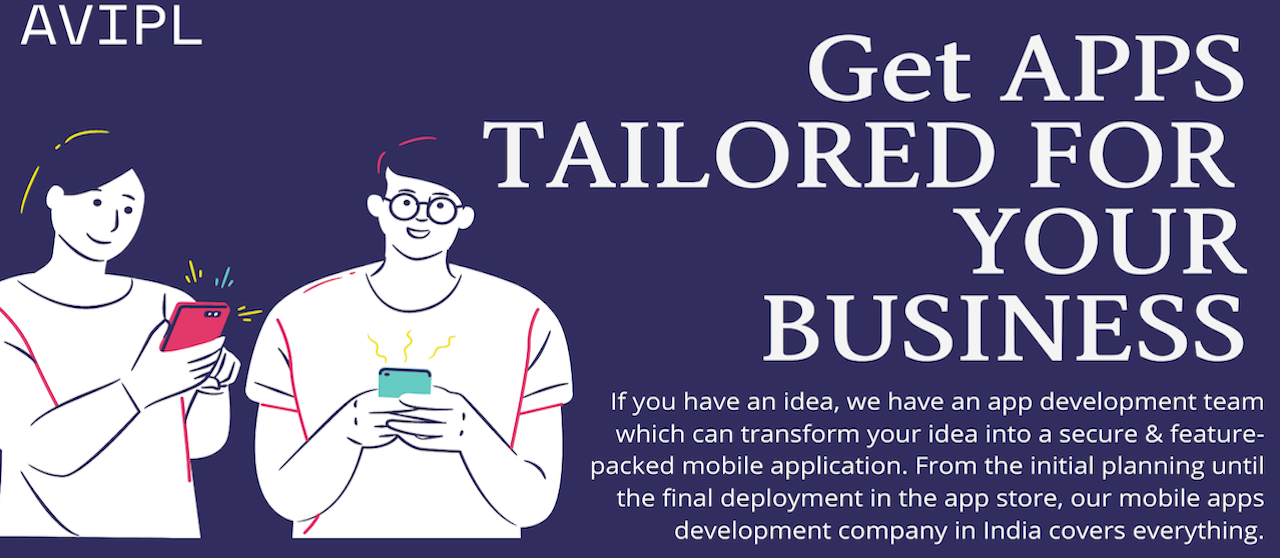 AVIPL
Get APPS
TAILORED FOR
YOUR
BUSINESS
If you have an idea, we have an app development team
which can transform your idea into a secure & feature-
packed mobile application. From the initial planning until
the final deployment in the app store, our mobile apps
development company in India covers everything.